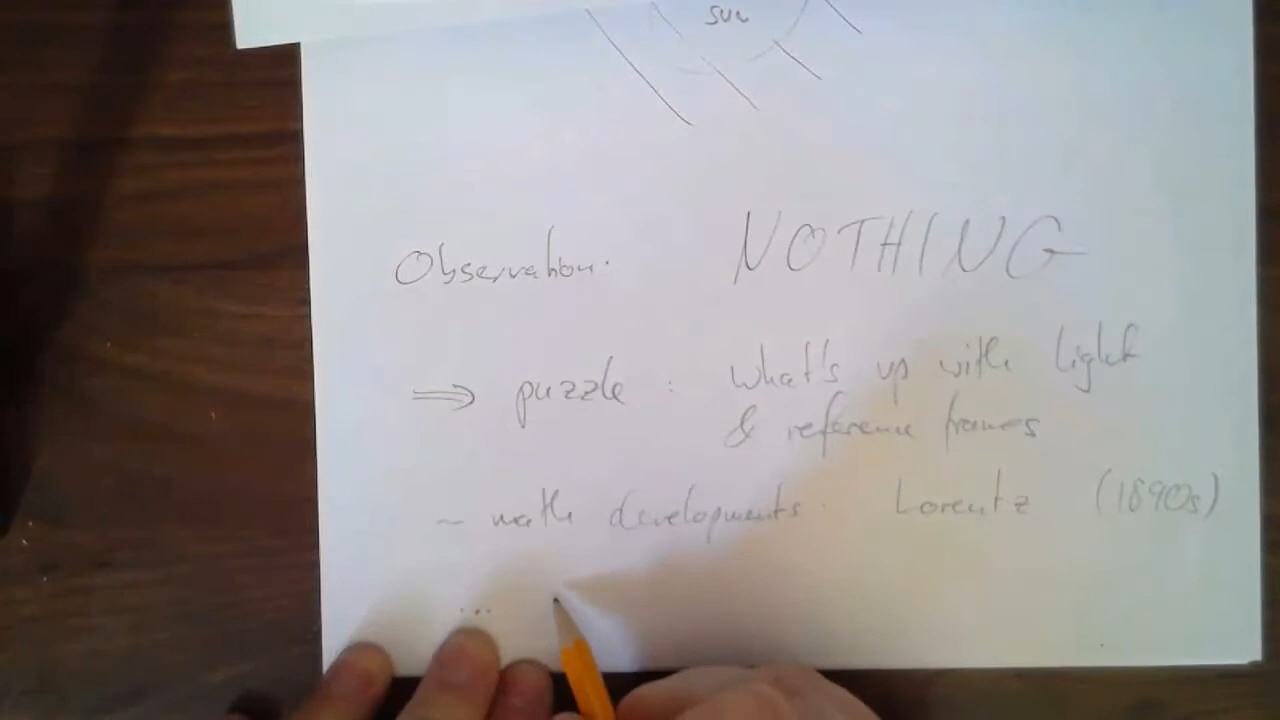 sun
Observation: NOTHING
⇒ puzzle : what's up with light
& reference frames
~ math developments: Lorentz (1890s)
...